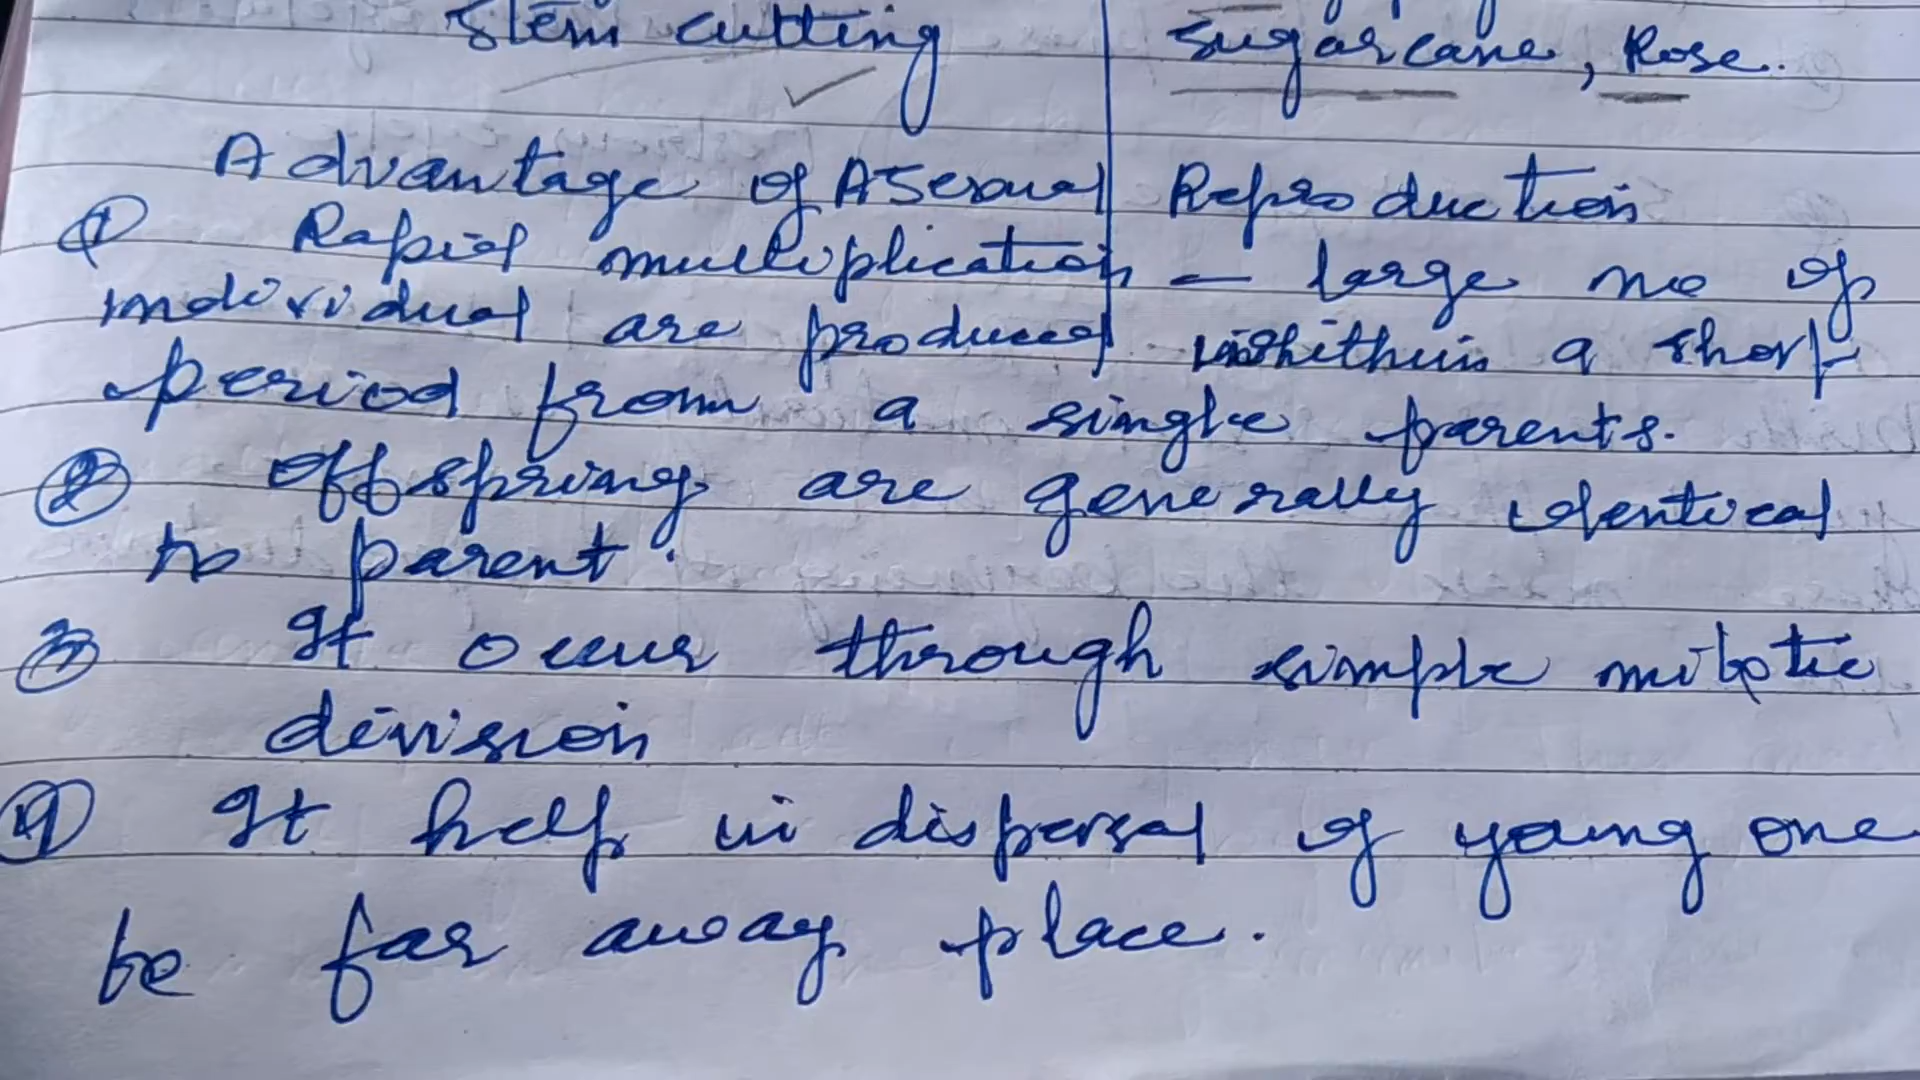 Stem cutting Sugarcane, Rose.
Advantage of ASexual Reproduction
① Rapid multiplication — large no of
individual are produced within a short
period from a single parents.
② Offspring are generally identical
to parent.
③ It occur through simple mitotic
division
④ It help in dispersal of young one
to far away place.